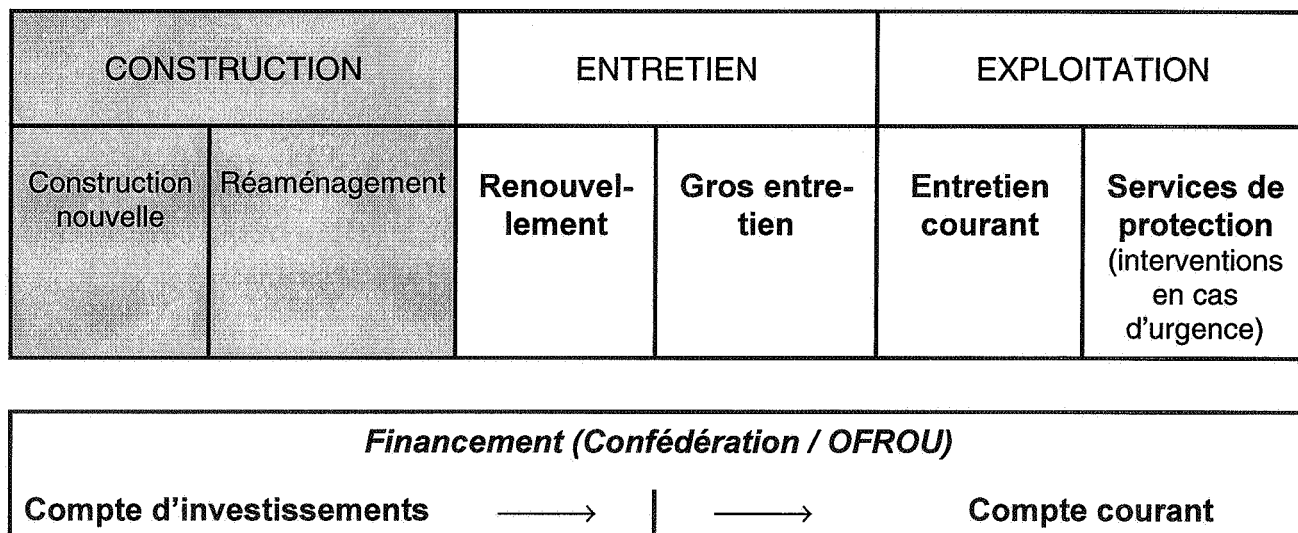 CONSTRUCTION ENTRETIEN EXPLOITATION
Construction nouvelle
Réaménagement
Renouvel-
lement
Gros entre-
tien
Entretien
courant
Services de
protection
(interventions
en cas
d'urgence)
Financement (Confédération / OFROU)
Compte d'investissements ⟶ | ⟶ Compte courant